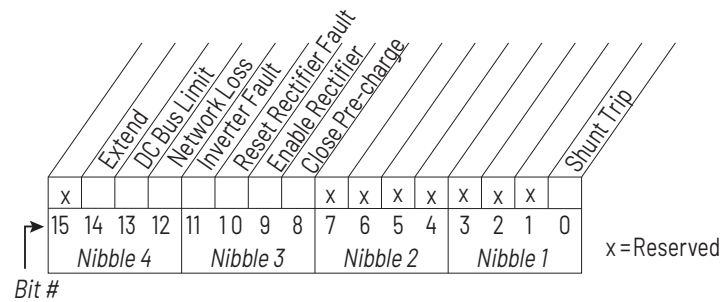 Extend
DC Bus Limit
Network Loss
Inverter Fault
Reset Rectifier Fault
Enable Rectifier
Close Pre-charge
Shunt Trip
x x x x x x x x
15 14 13 12 11 10 9 8 7 6 5 4 3 2 1 0
Nibble 4 Nibble 3 Nibble 2 Nibble 1
x=Reserved
Bit #